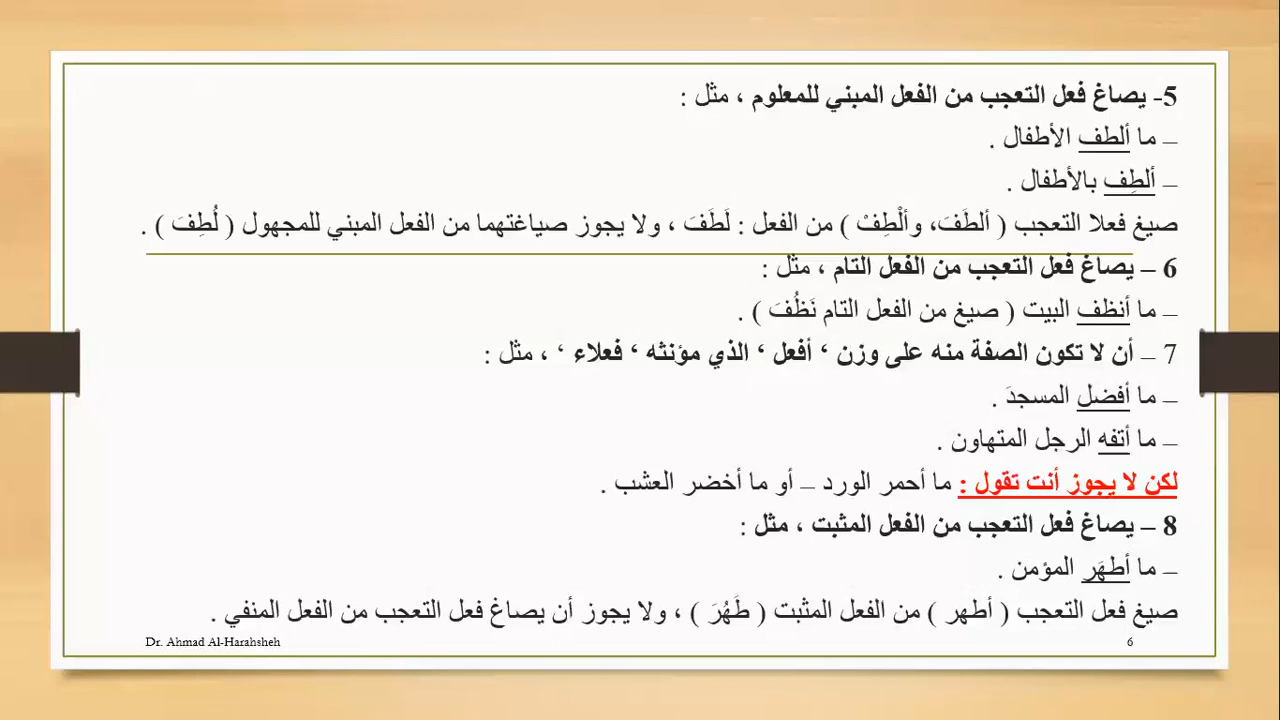 5- يصاغ فعل التعجب من الفعل المبني للمعلوم ، مثل :
– ما ألطف الأطفال .
– ألطِف بالأطفال .
صيغ فعلا التعجب ( ألطَفَ، وألْطِفْ ) من الفعل : لَطَفَ ، ولا يجوز صياغتهما من الفعل المبني للمجهول ( لُطِفَ ) .
6 – يصاغ فعل التعجب من الفعل التام ، مثل :
– ما أنظف البيت ( صيغ من الفعل التام نَظُفَ ) .
7 – أن لا تكون الصفة منه على وزن ‘ أفعل ‘ الذي مؤنثه ‘ فعلاء ‘ ، مثل :
– ما أفضل المسجدَ .
– ما أتفه الرجل المتهاون .
لكن لا يجوز أنت تقول : ما أحمر الورد – أو ما أخضر العشب .
8 – يصاغ فعل التعجب من الفعل المثبت ، مثل :
– ما أطهَر المؤمن .
صيغ فعل التعجب ( أطهر ) من الفعل المثبت ( طَهُرَ ) ، ولا يجوز أن يصاغ فعل التعجب من الفعل المنفي .
Dr. Ahmad Al-Harahsheh
6